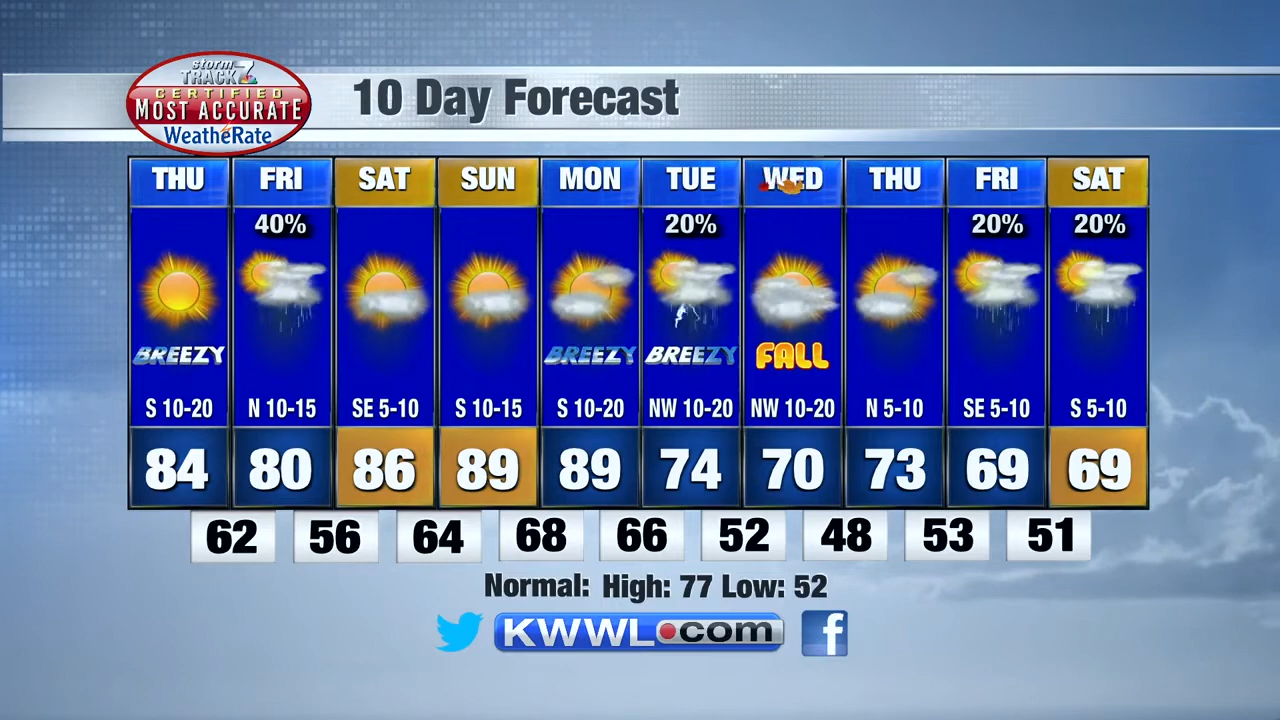 storm
TRACK 7
CERTIFIED
MOST ACCURATE
WeatheRate
10 Day Forecast
THU FRI SAT SUN MON TUE WED THU FRI SAT
40% 20% 20% 20%
BREEZY BREEZY BREEZY FALL
S 10-20 N 10-15 SE 5-10 S 10-15 S 10-20 NW 10-20 NW 10-20 N 5-10 SE 5-10 S 5-10
84 80 86 89 89 74 70 73 69 69
62 56 64 68 66 52 48 53 51
Normal: High: 77 Low: 52
KWWL.com
f